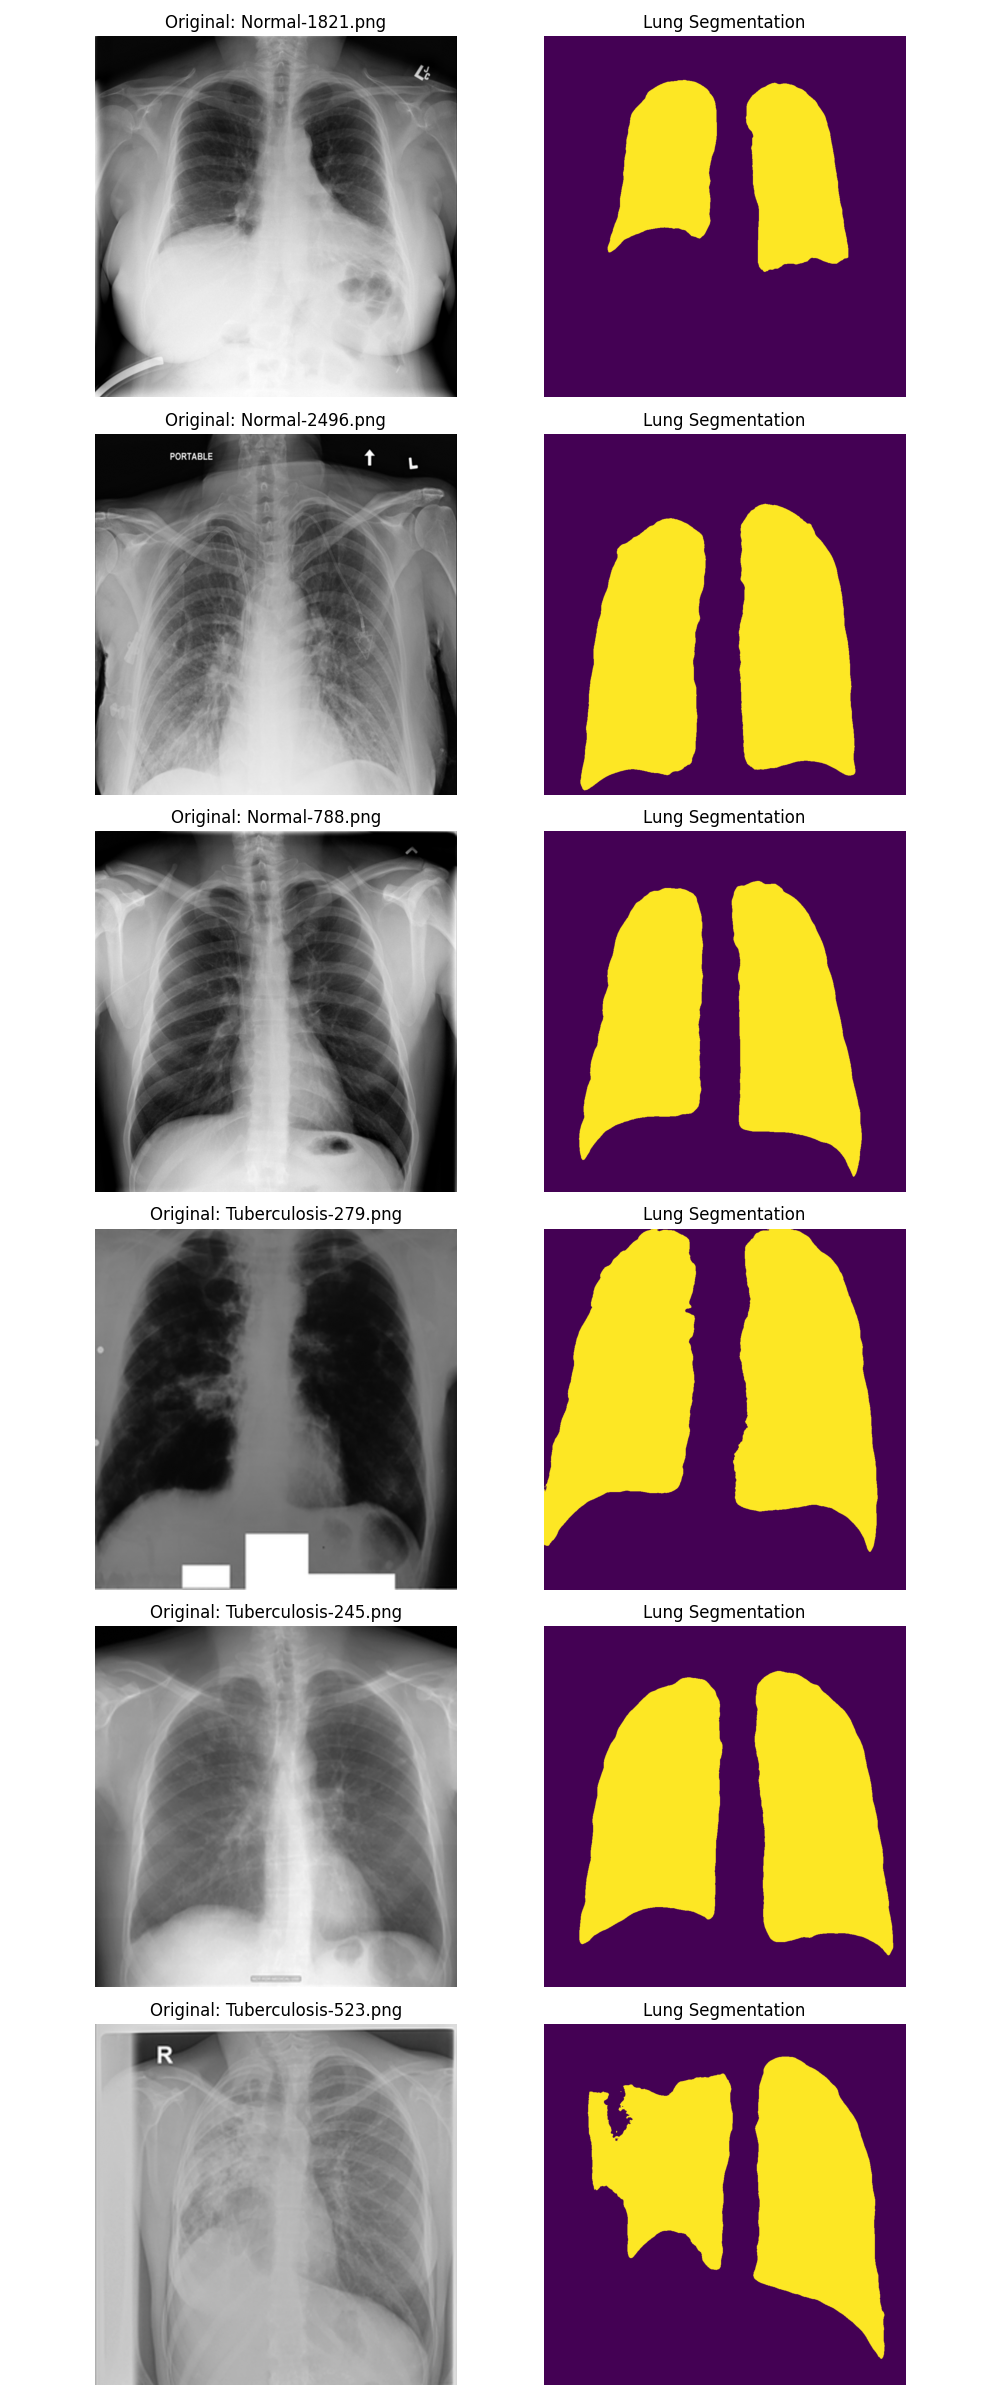 Original: Normal-1821.png
Lung Segmentation
Original: Normal-2496.png
Lung Segmentation
PORTABLE
L
Original: Normal-788.png
Lung Segmentation
Original: Tuberculosis-279.png
Lung Segmentation
Original: Tuberculosis-245.png
Lung Segmentation
Original: Tuberculosis-523.png
Lung Segmentation
R